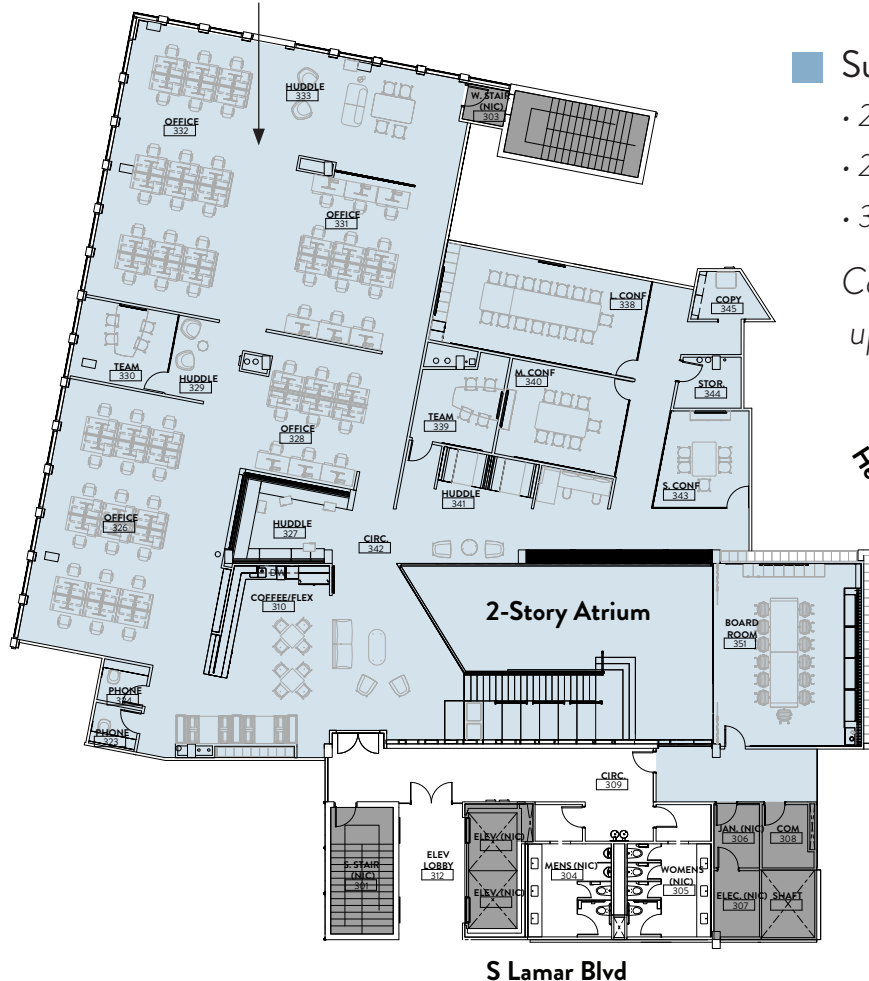 Su
• 2
• 2
• 3
Co
up
HUDDLE
333
W. STAIR
(NIC)
303
OFFICE
332
OFFICE
331
L. CONF
338
COPY
345
TEAM
330
HUDDLE
329
M. CONF
340
STOR.
344
TEAM
339
OFFICE
328
S. CONF
343
HUDDLE
341
OFFICE
326
HUDDLE
327
CIRC.
342
DW
COFFEE/FLEX
310
2-Story Atrium
BOARD
ROOM
351
PHONE
324
PHONE
323
CIRC.
309
ELEV. (NIC)
JAN. (NIC)
306
COM
308
S. STAIR
(NIC)
301
ELEV
LOBBY
312
ELEV. (NIC)
MENS (NIC)
304
WOMENS
(NIC)
305
ELEC. (NIC)
307
SHAFT
S Lamar Blvd